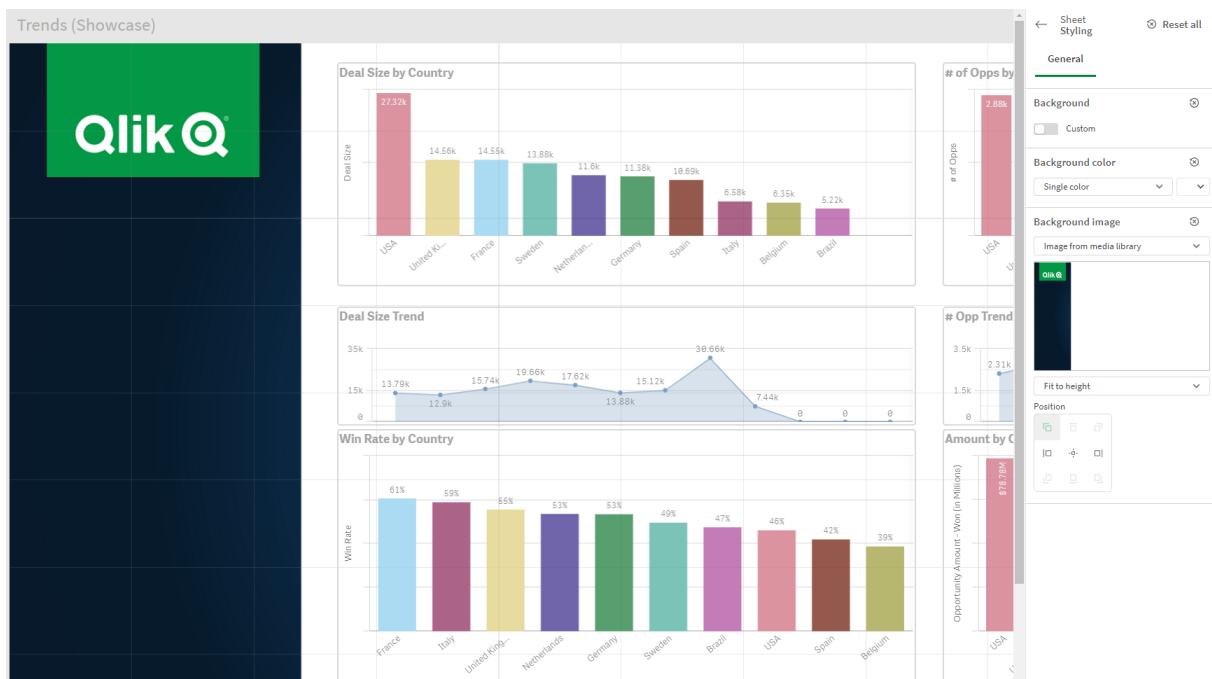 Trends (Showcase)
Qlik
Deal Size by Country
Deal Size
27.32k
14.56k
14.55k
13.88k
11.6k
11.38k
10.69k
6.58k
6.35k
5.22k
USA
United Ki...
France
Sweden
Netherlan...
Germany
Spain
Italy
Belgium
Brazil
# of Opps by
# of Opps
2.88k
USA
Deal Size Trend
35k
15k
0
13.79k
12.9k
15.74k
19.66k
17.62k
13.88k
15.12k
30.66k
7.44k
0
0
0
# Opp Trend
3.5k
1.5k
0
2.31k
Win Rate by Country
Win Rate
61%
59%
55%
53%
53%
49%
47%
46%
42%
39%
France
Italy
United King...
Netherlands
Germany
Sweden
Brazil
USA
Spain
Belgium
Amount by C
Opportunity Amount - Won (in Millions)
$78.78M
USA
Sheet
Styling
Reset all
General
Background
Custom
Background color
Single color
Background image
Image from media library
Qlik
Fit to height
Position